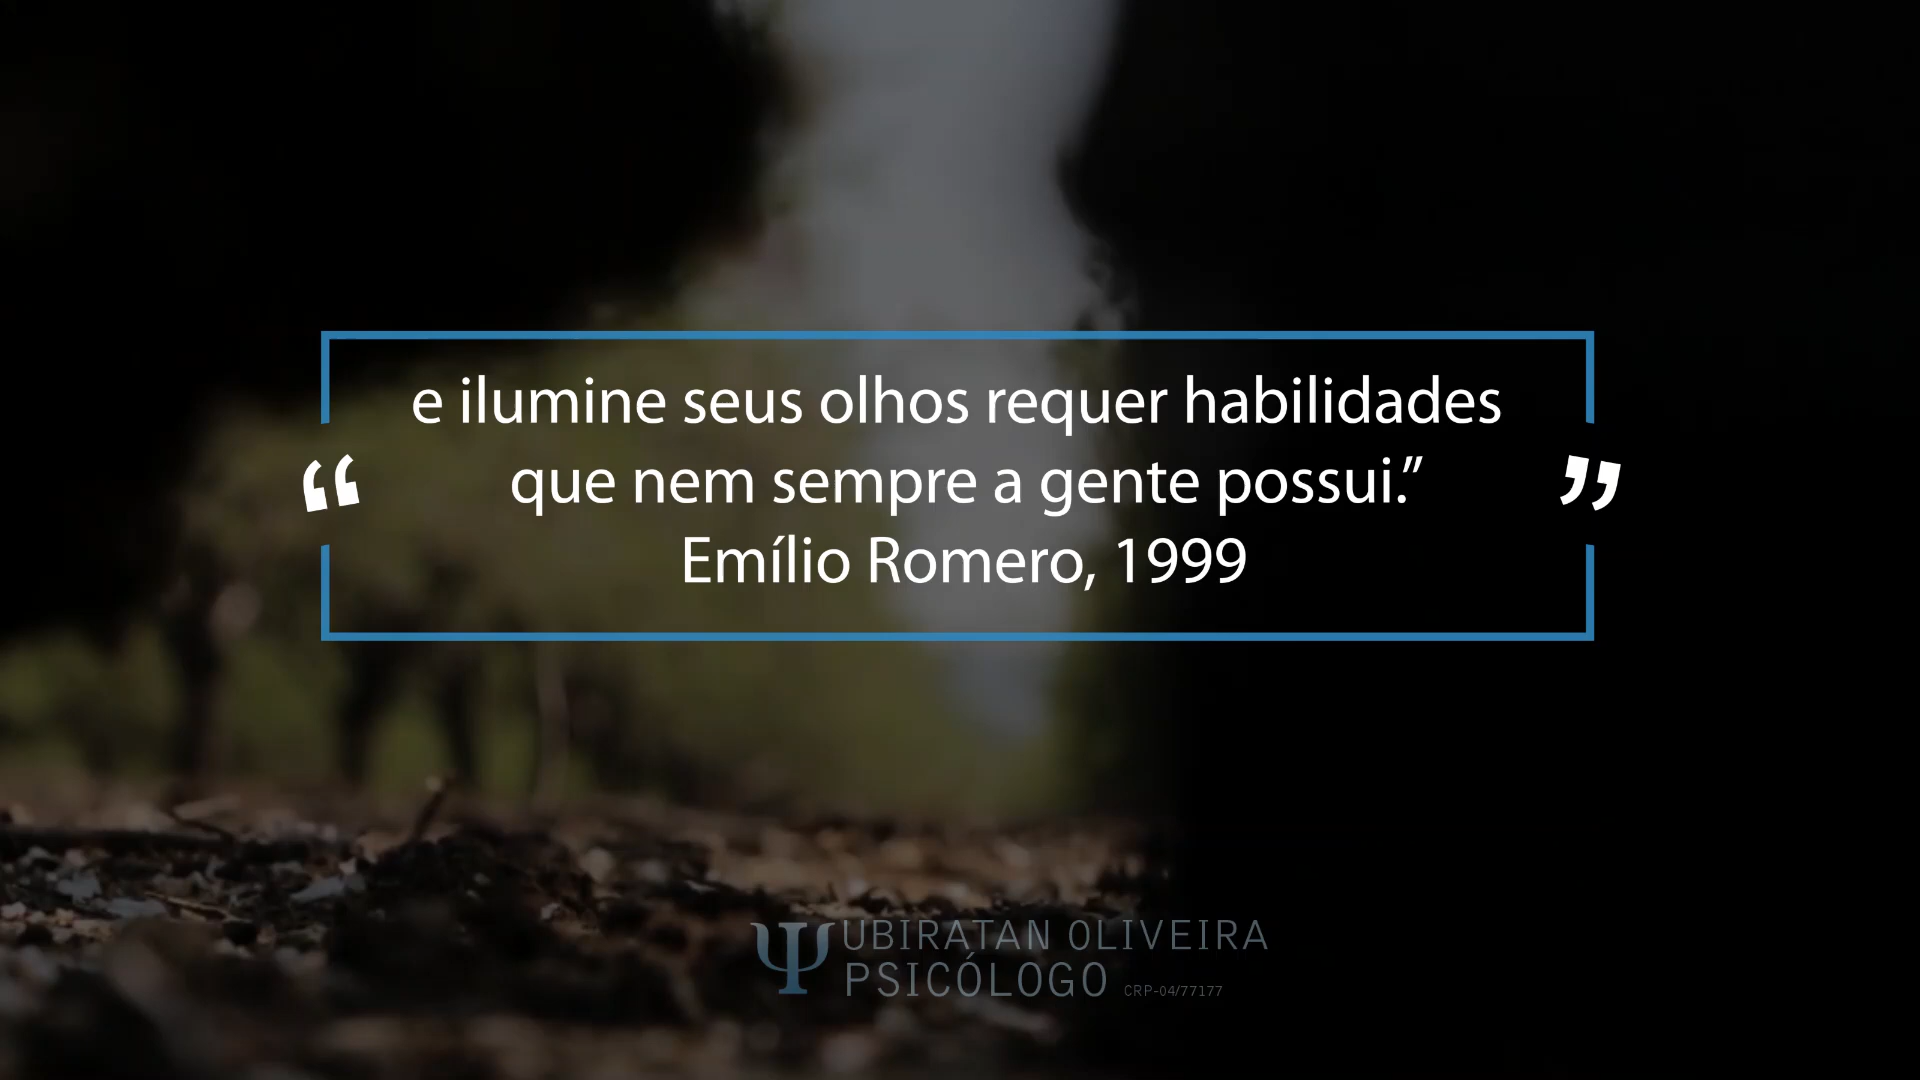 e ilumine seus olhos requer habilidades
“ que nem sempre a gente possui.” ”
Emílio Romero, 1999
Ψ UBIRATAN OLIVEIRA
PSICÓLOGO CRP-04/77177